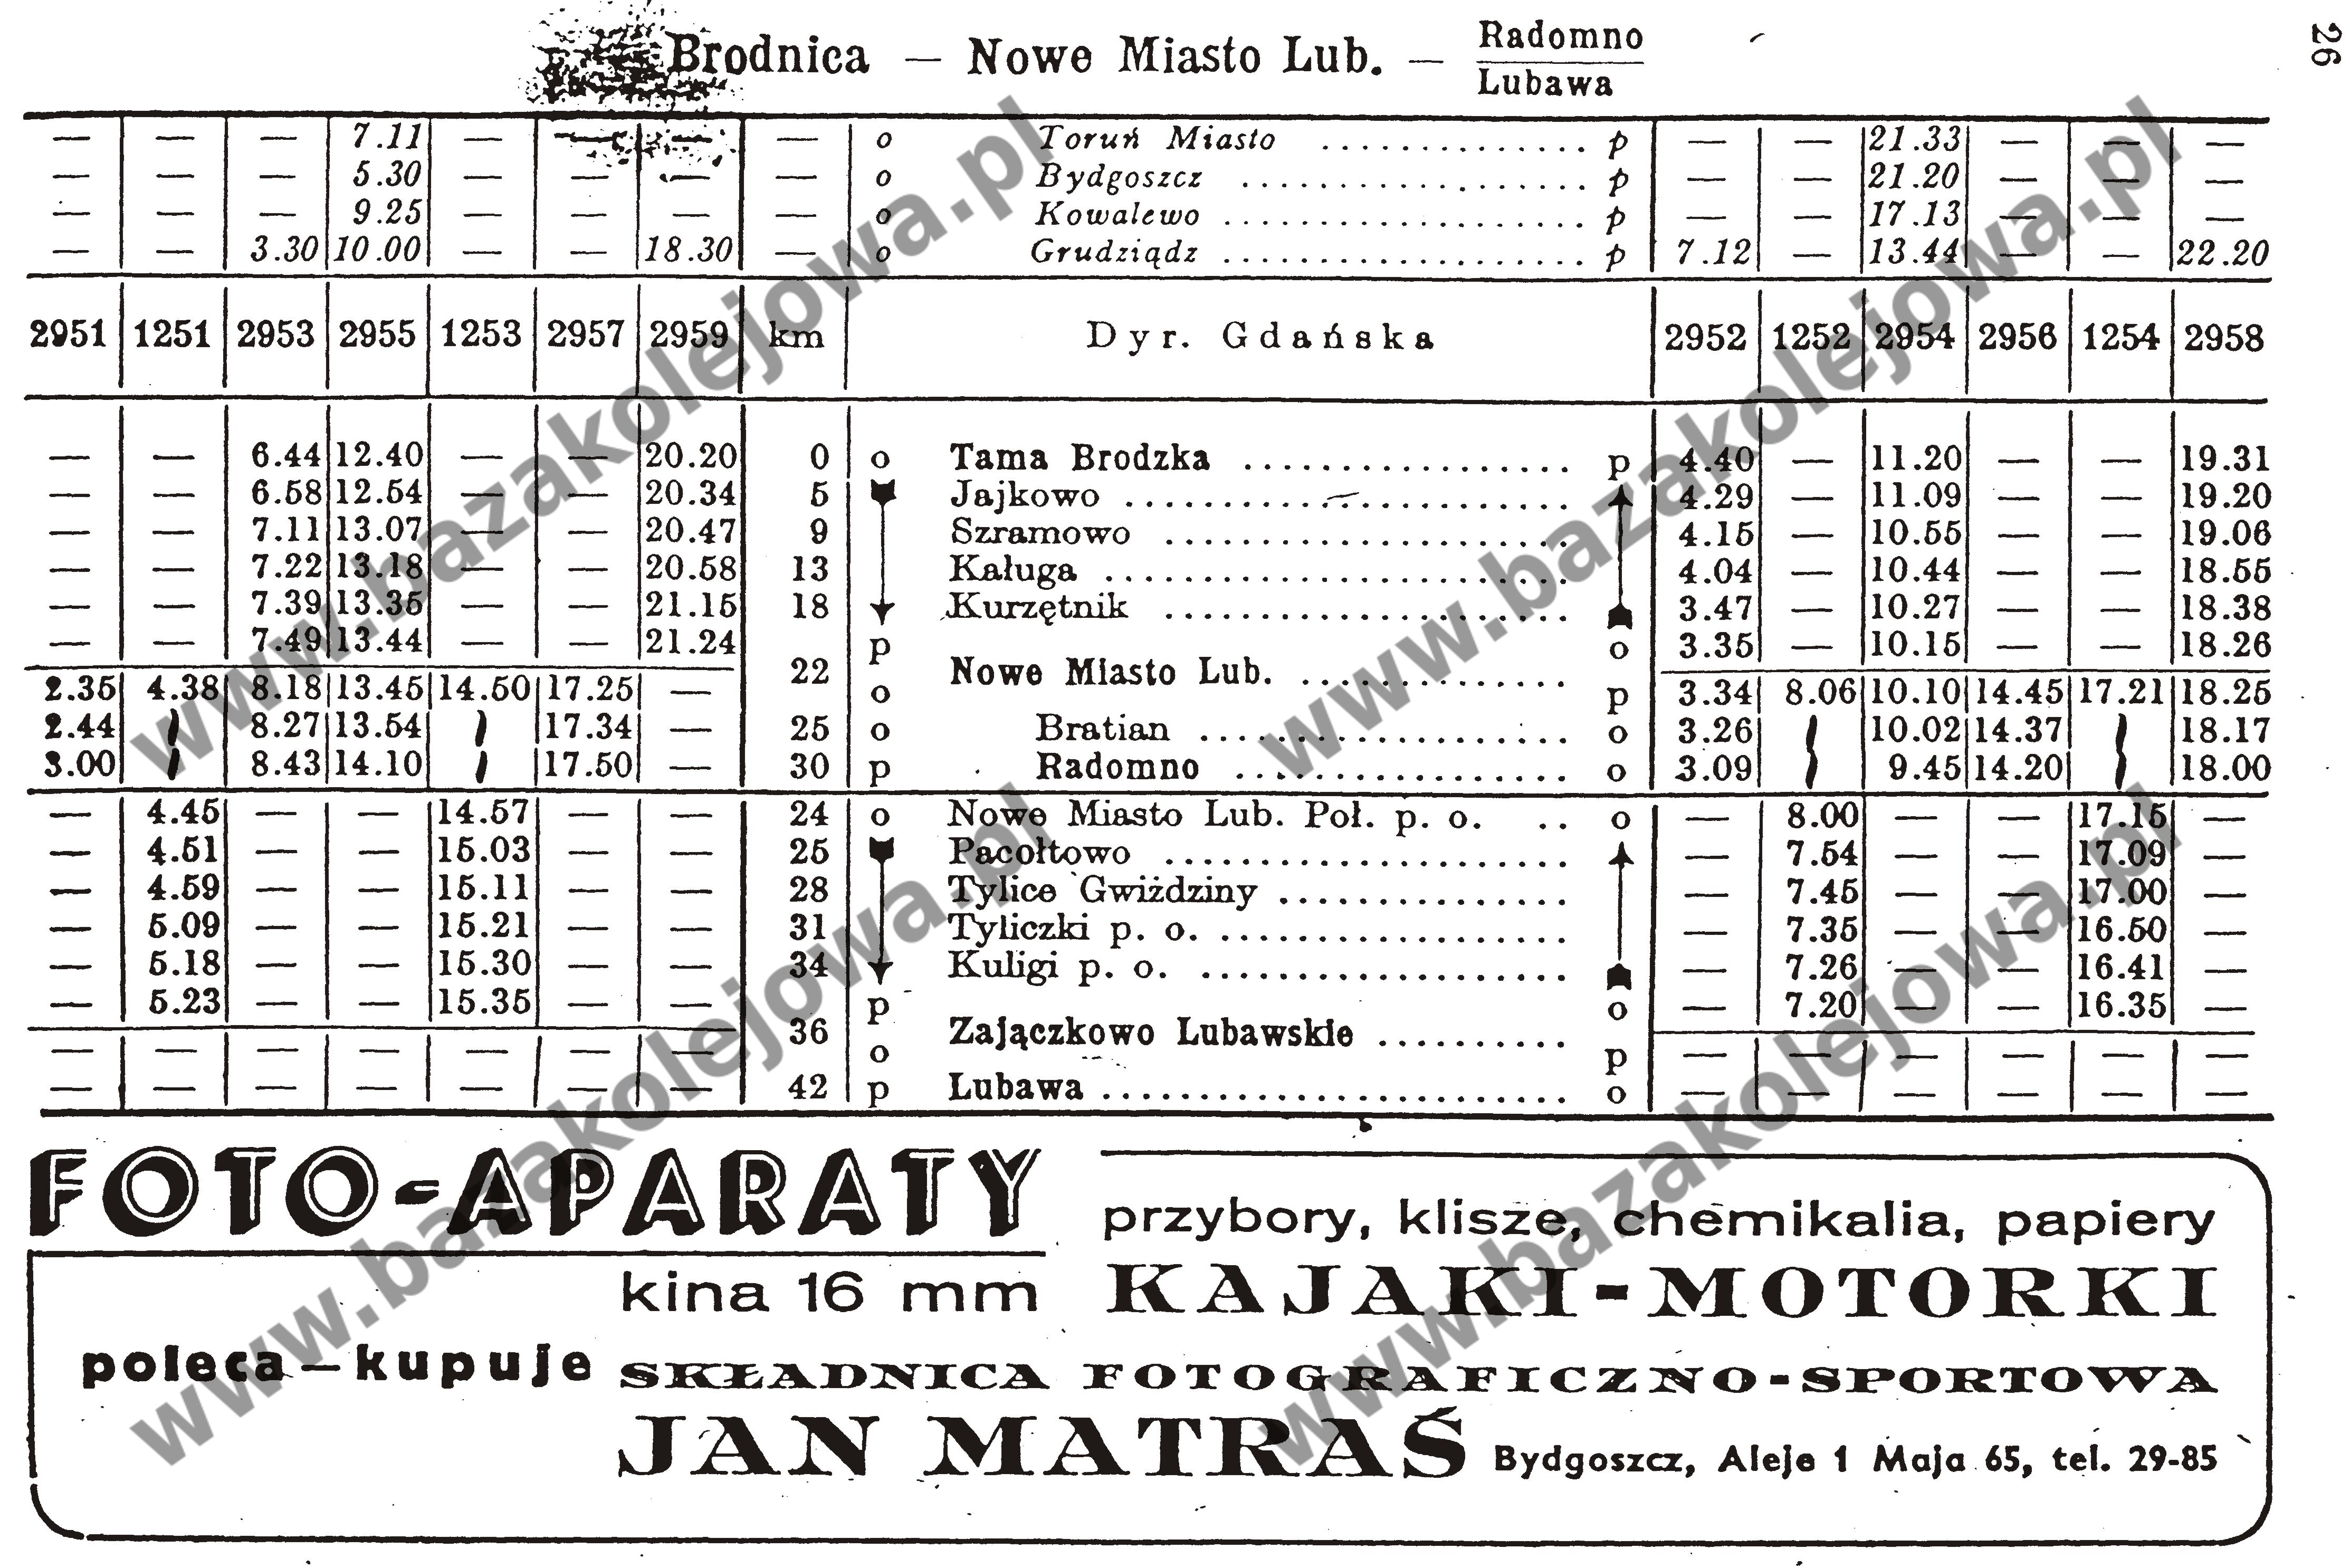 26
Brodnica — Nowe Miasto Lub. — Radomno
Lubawa
— — — 7.11 — — — — o Toruń Miasto .............. p — — 21.33 — — —
— — — 5.30 — — — — o Bydgoszcz .................. p — — 21.20 — — —
— — — 9.25 — — — — o Kowalewo ................... p — — 17.13 — — —
— — 3.30 10.00 — — 18.30 — o Grudziądz ................... p 7.12 — 13.44 — — 22.20
2951 1251 2953 2955 1253 2957 2959 km Dyr. Gdańska 2952 1252 2954 2956 1254 2958
— — 6.44 12.40 — — 20.20 0 o Tama Brodzka ................. p 4.40 — 11.20 — — 19.31
— — 6.58 12.54 — — 20.34 5 Jajkowo ....................... 4.29 — 11.09 — — 19.20
— — 7.11 13.07 — — 20.47 9 Szramowo ..................... 4.15 — 10.55 — — 19.06
— — 7.22 13.18 — — 20.58 13 Kaługa ........................ 4.04 — 10.44 — — 18.55
— — 7.39 13.35 — — 21.15 18 Kurzętnik ..................... 3.47 — 10.27 — — 18.38
— — 7.49 13.44 — — 21.24 p o 3.35 — 10.15 — — 18.26
22 Nowe Miasto Lub. ..............
2.35 4.38 8.18 13.45 14.50 17.25 — o p 3.34 8.06 10.10 14.45 17.21 18.25
2.44 8.27 13.54 17.34 — 25 o Bratian ................... o 3.26 10.02 14.37 18.17
3.00 8.43 14.10 17.50 — 30 p Radomno ................. o 3.09 9.45 14.20 18.00
— 4.45 — — 14.57 — — 24 o Nowe Miasto Lub. Poł. p. o. .. o — 8.00 — — 17.15 —
— 4.51 — — 15.03 — — 25 Pacołtowo ..................... — 7.54 — — 17.09 —
— 4.59 — — 15.11 — — 28 Tylice Gwiździny ............... — 7.45 — — 17.00 —
— 5.09 — — 15.21 — — 31 Tyliczki p. o. .................. — 7.35 — — 16.50 —
— 5.18 — — 15.30 — — 34 Kuligi p. o. ................... — 7.26 — — 16.41 —
— 5.23 — — 15.35 — — p o — 7.20 — — 16.35 —
36 Zajączkowo Lubawskie ..........
— — — — — — — o p — — — — — —
— — — — — — — 42 p Lubawa ........................ o — — — — — —
FOTO-APARATY
przybory, klisze, chemikalia, papiery
kina 16 mm KAJAKI-MOTORKI
poleca—kupuje SKŁADNICA FOTOGRAFICZNO-SPORTOWA
JAN MATRAŚ Bydgoszcz, Aleje 1 Maja 65, tel. 29-85
www.bazakolejowa.pl
www.bazakolejowa.pl
www.bazakolejowa.pl
www.bazakolejowa.pl